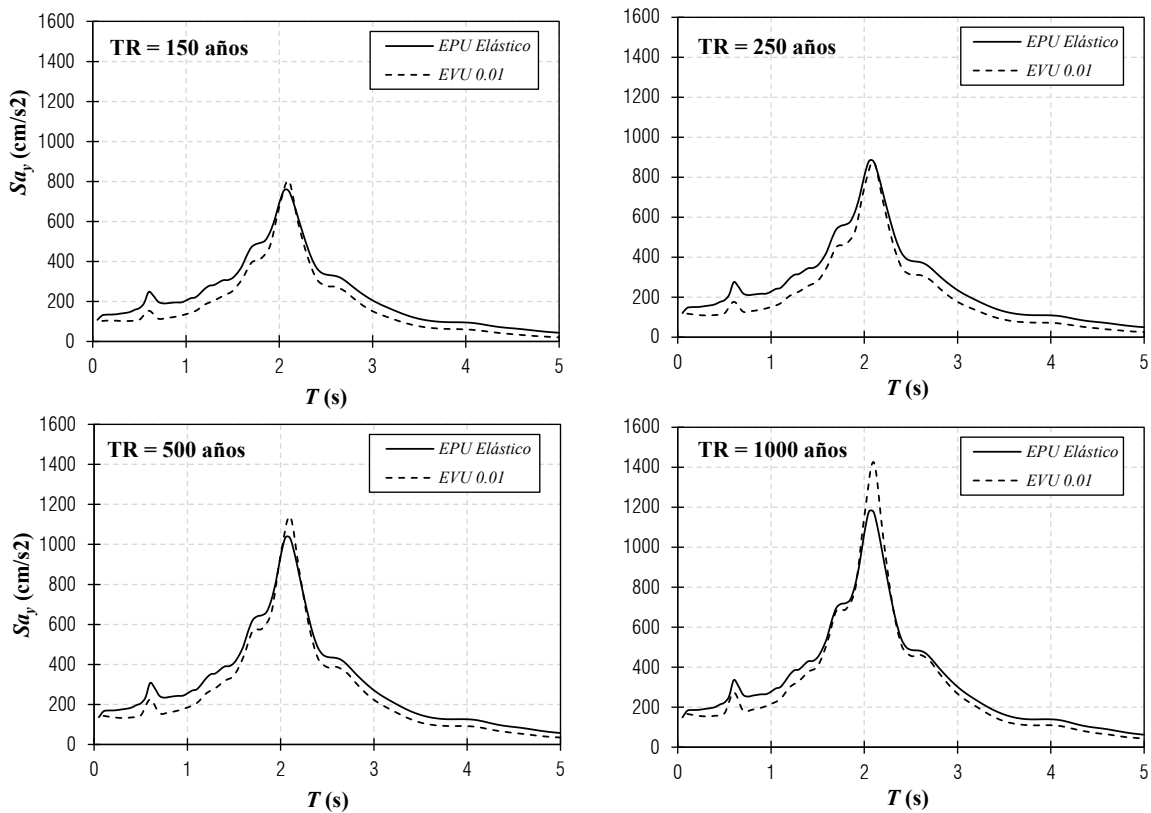 TR = 150 años
EPU Elástico
EVU 0.01
1600
1400
1200
1000
800
600
400
200
0
Sa_y (cm/s2)
0 1 2 3 4 5
T (s)
TR = 250 años
EPU Elástico
EVU 0.01
1600
1400
1200
1000
800
600
400
200
0
0 1 2 3 4 5
T (s)
TR = 500 años
EPU Elástico
EVU 0.01
1600
1400
1200
1000
800
600
400
200
0
Sa_y (cm/s2)
0 1 2 3 4 5
T (s)
TR = 1000 años
EPU Elástico
EVU 0.01
1600
1400
1200
1000
800
600
400
200
0
0 1 2 3 4 5
T (s)